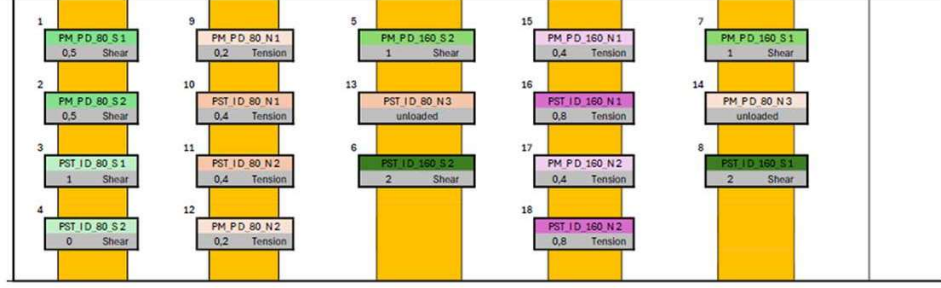 1
PM_PD_80_S1
0,5 Shear
2
PM_PD_80_S2
0,5 Shear
3
PST_ID_80_S1
1 Shear
4
PST_ID_80_S2
0 Shear
9
PM_PD_80_N1
0,2 Tension
10
PST_ID_80_N1
0,4 Tension
11
PST_ID_80_N2
0,4 Tension
12
PM_PD_80_N2
0,2 Tension
5
PM_PD_160_S2
1 Shear
13
PST_ID_80_N3
unloaded
6
PST_ID_160_S2
2 Shear
15
PM_PD_160_N1
0,4 Tension
16
PST_ID_160_N1
0,8 Tension
17
PM_PD_160_N2
0,4 Tension
18
PST_ID_160_N2
0,8 Tension
7
PM_PD_160_S1
1 Shear
14
PM_PD_80_N3
unloaded
8
PST_ID_160_S1
2 Shear